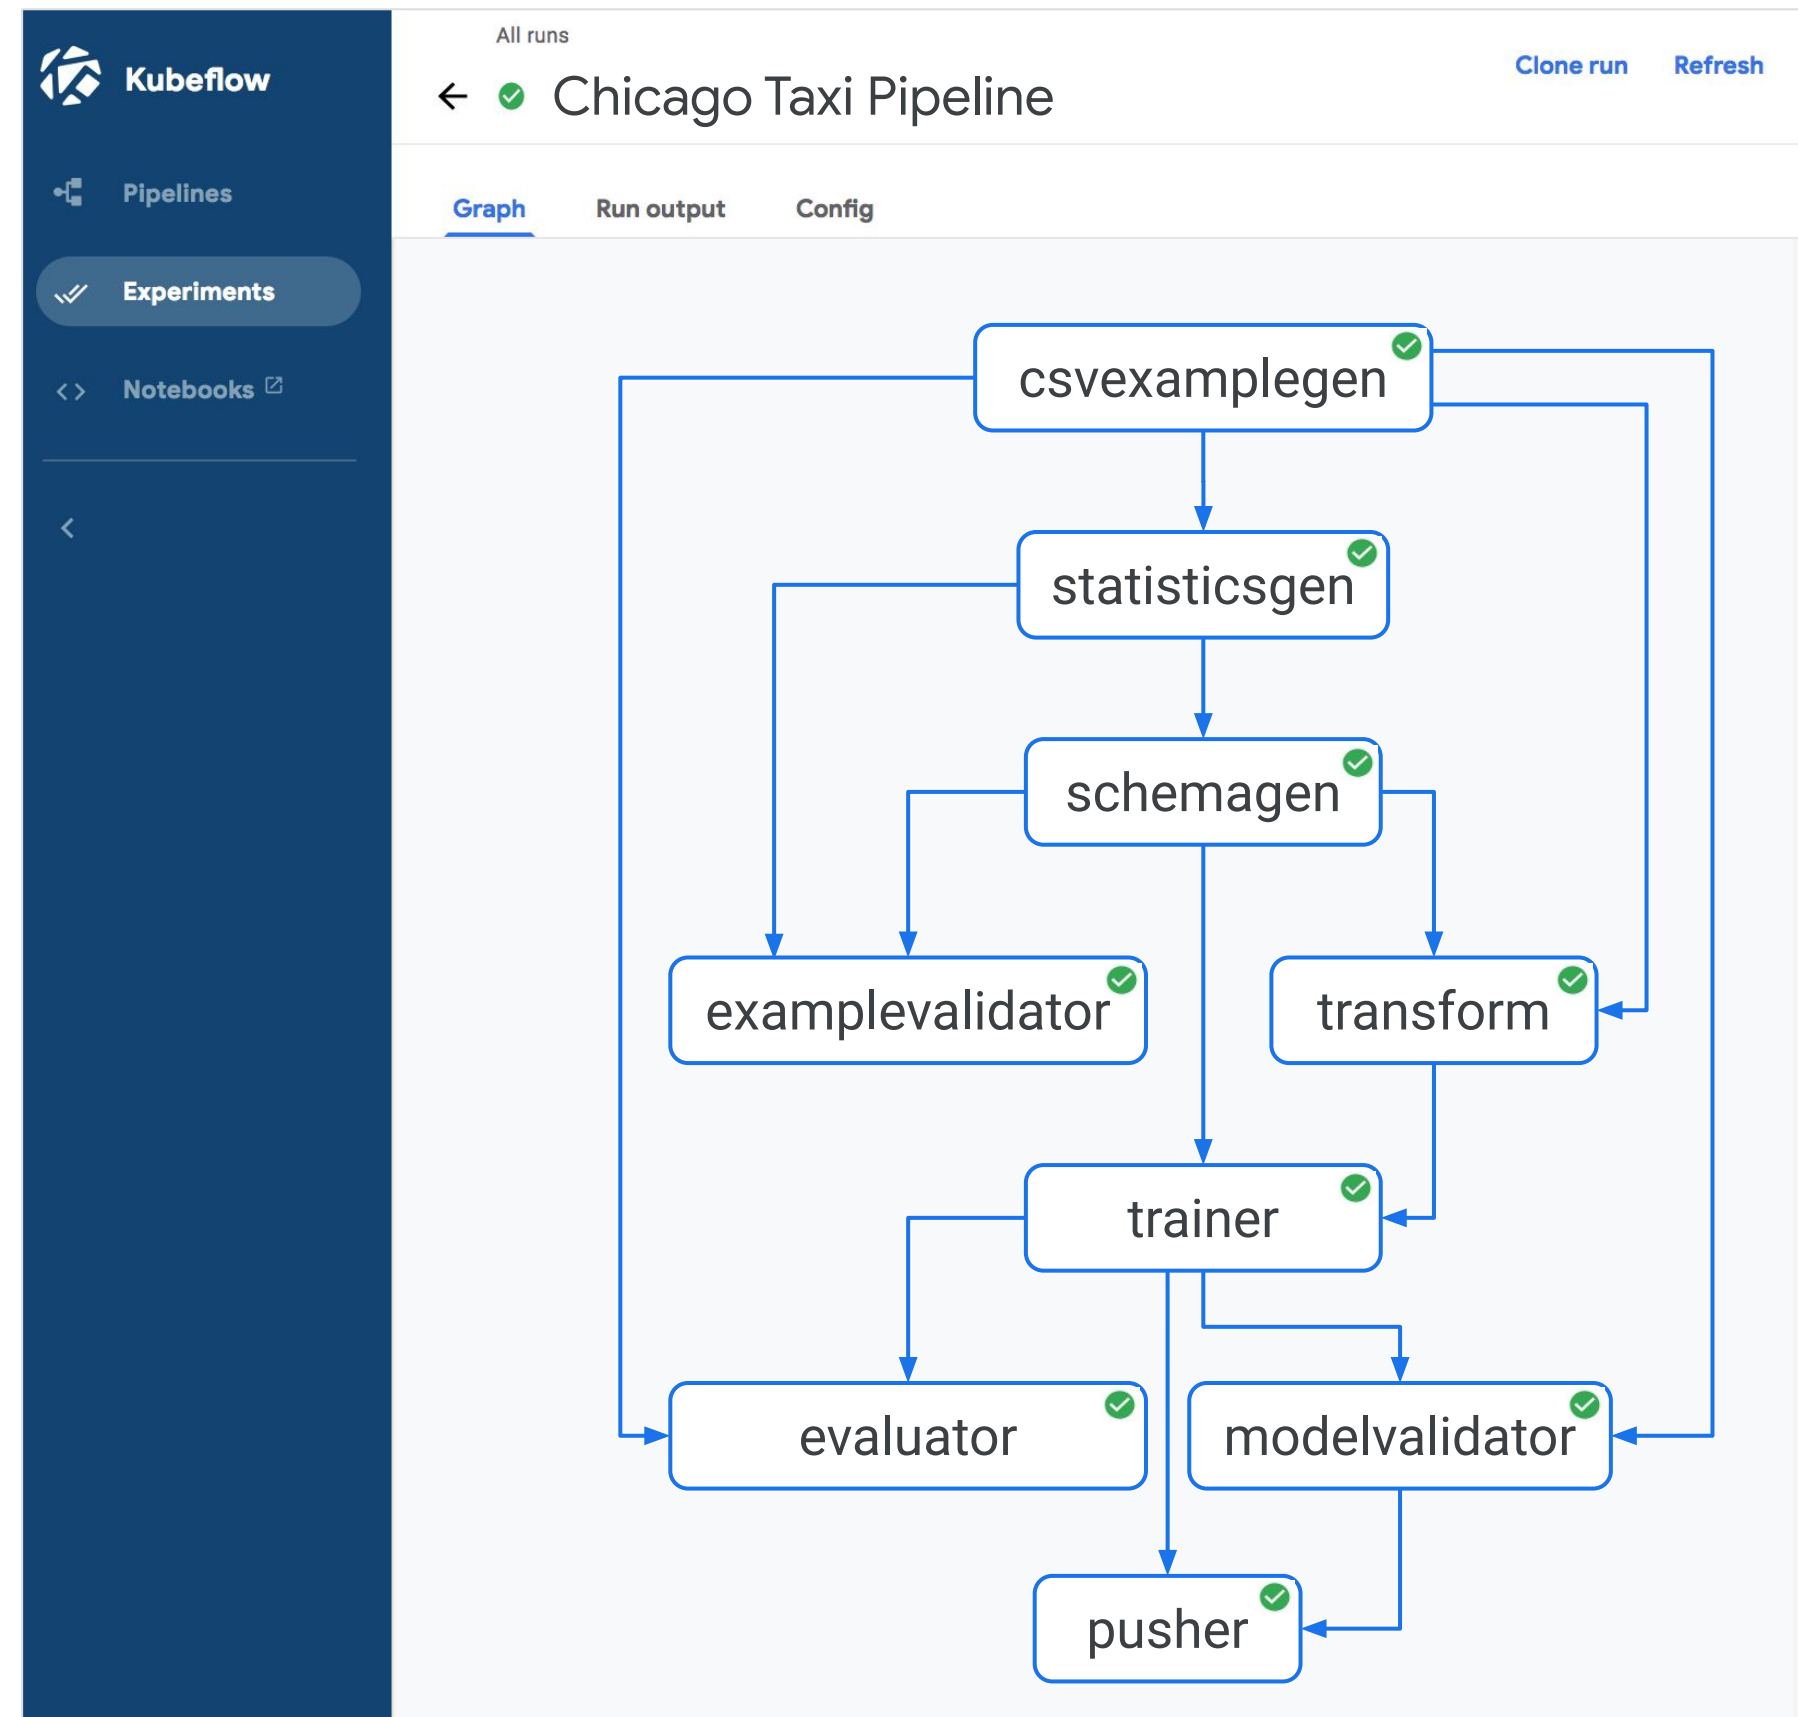 Kubeflow
Pipelines
Experiments
Notebooks
All runs
Chicago Taxi Pipeline
Clone run Refresh
Graph Run output Config
csvexamplegen
statisticsgen
schemagen
examplevalidator transform
trainer
evaluator modelvalidator
pusher